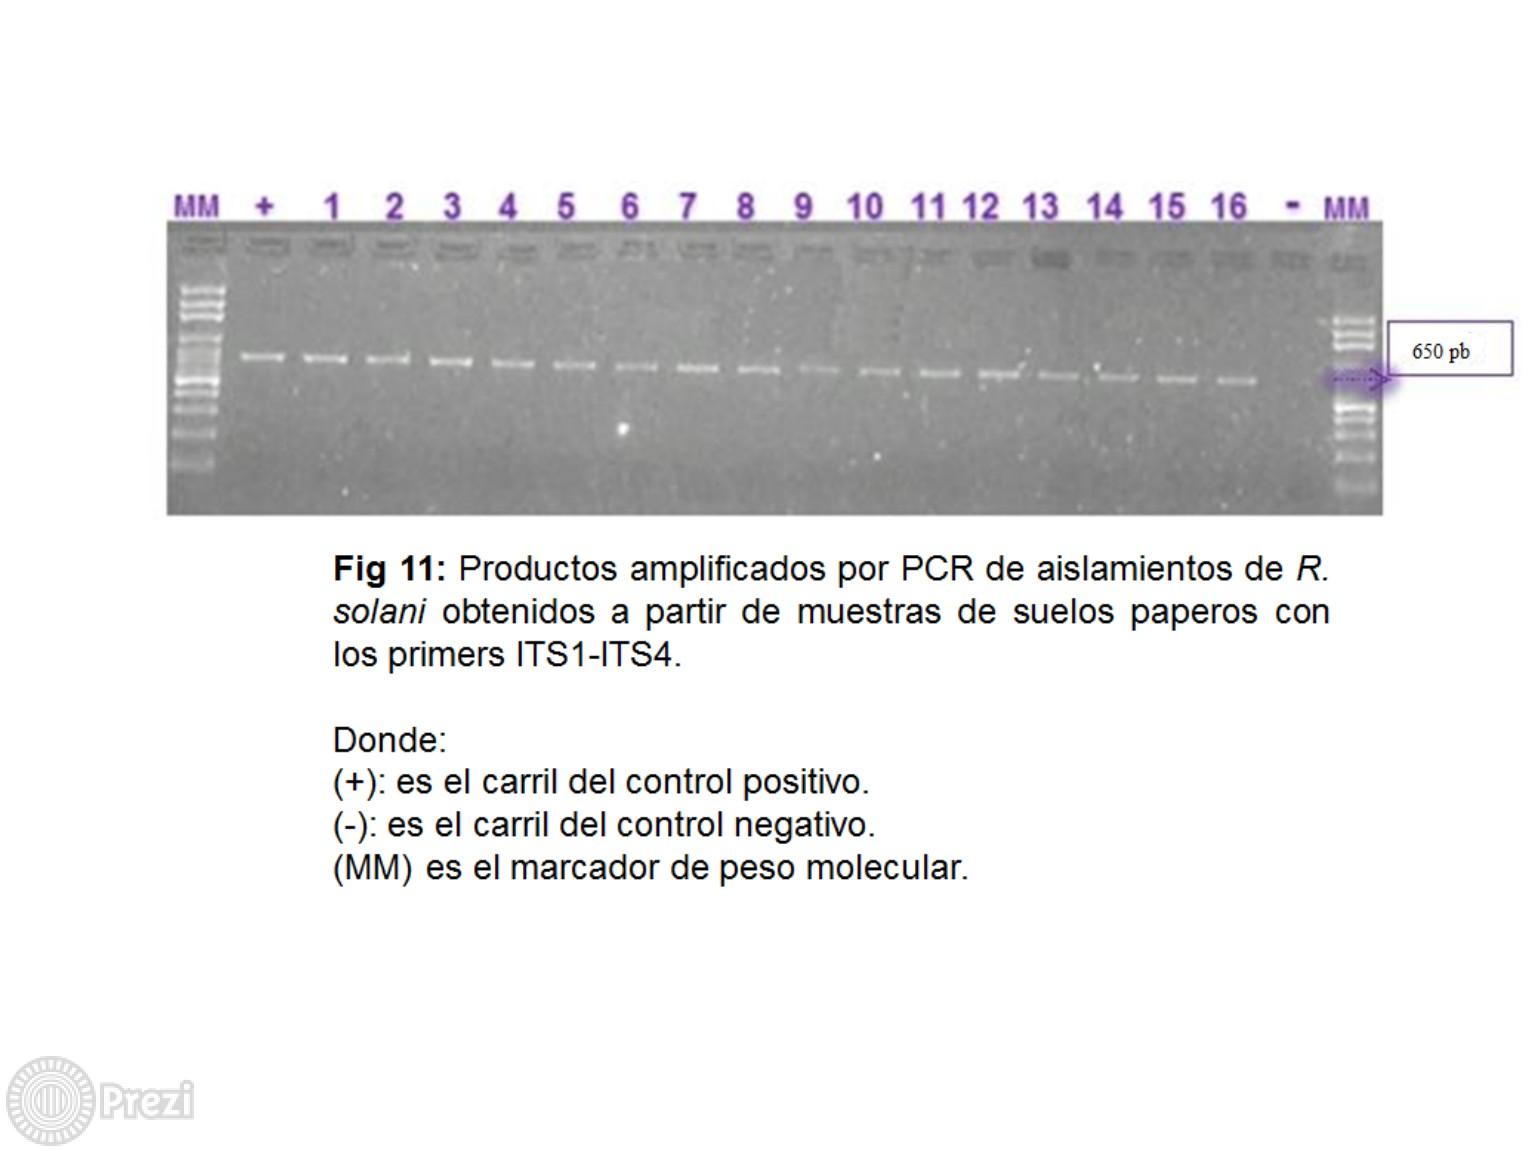 MM + 1 2 3 4 5 6 7 8 9 10 11 12 13 14 15 16 - MM
650 pb
Fig 11: Productos amplificados por PCR de aislamientos de R.
solani obtenidos a partir de muestras de suelos paperos con
los primers ITS1-ITS4.
Donde:
(+): es el carril del control positivo.
(-): es el carril del control negativo.
(MM) es el marcador de peso molecular.
Prezi